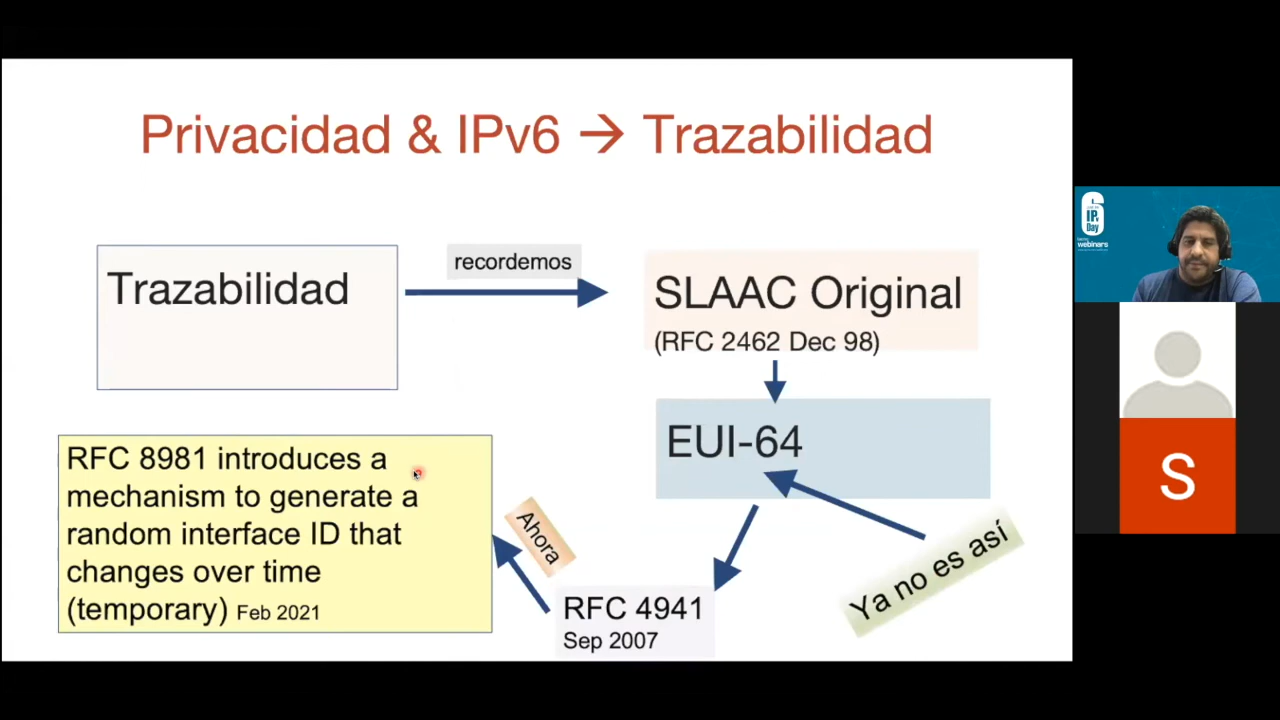 Privacidad & IPv6 → Trazabilidad
Trazabilidad
recordemos
SLAAC Original
(RFC 2462 Dec 98)
EUI-64
Ya no es así
RFC 4941
Sep 2007
Ahora
RFC 8981 introduces a
mechanism to generate a
random interface ID that
changes over time
(temporary) Feb 2021
6
IPv
Day
webinars
S